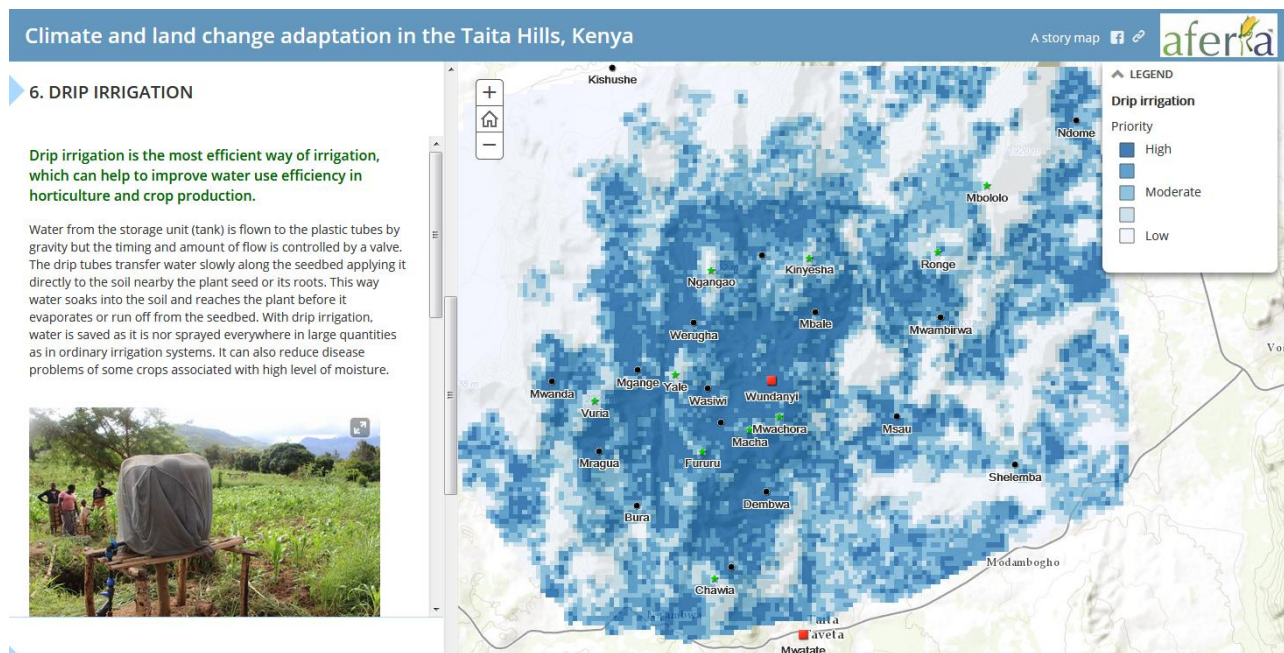 Climate and land change adaptation in the Taita Hills, Kenya
A story map
aferia
6. DRIP IRRIGATION
Drip irrigation is the most efficient way of irrigation,
which can help to improve water use efficiency in
horticulture and crop production.
Water from the storage unit (tank) is flown to the plastic tubes by
gravity but the timing and amount of flow is controlled by a valve.
The drip tubes transfer water slowly along the seedbed applying it
directly to the soil nearby the plant seed or its roots. This way
water soaks into the soil and reaches the plant before it
evaporates or run off from the seedbed. With drip irrigation,
water is saved as it is nor sprayed everywhere in large quantities
as in ordinary irrigation systems. It can also reduce disease
problems of some crops associated with high level of moisture.
LEGEND
Drip irrigation
Priority
High
Moderate
Low
Kishushe
Ndome
Mbololo
Ngangao
Kinyesha
Ronge
Werugha
Mbale
Mwambirwa
Mwanda
Mgange
Yale
Wasiwi
Wundanyi
Vuria
Macha
Mwachora
Msau
Mragua
Fururu
Shelemba
Bura
Dembwa
Modambogho
Chawia
Taita
Taveta
Mwatate